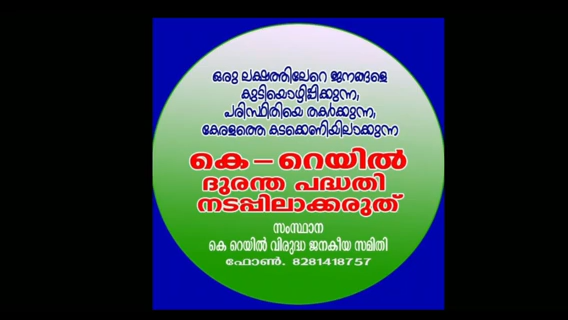 ഒരു ലക്ഷത്തിലേറെ ജനങ്ങളെ
കുടിയൊഴിപ്പിക്കുന്ന;
പരിസ്ഥിതിയെ തകർക്കുന്ന;
കേരളത്തെ കടക്കെണിയിലാക്കുന്ന
കെ-റെയിൽ
ദുരന്ത പദ്ധതി
നടപ്പിലാക്കരുത്
സംസ്ഥാന
കെ റെയിൽ വിരുദ്ധ ജനകീയ സമിതി
ഫോൺ. 8281418757